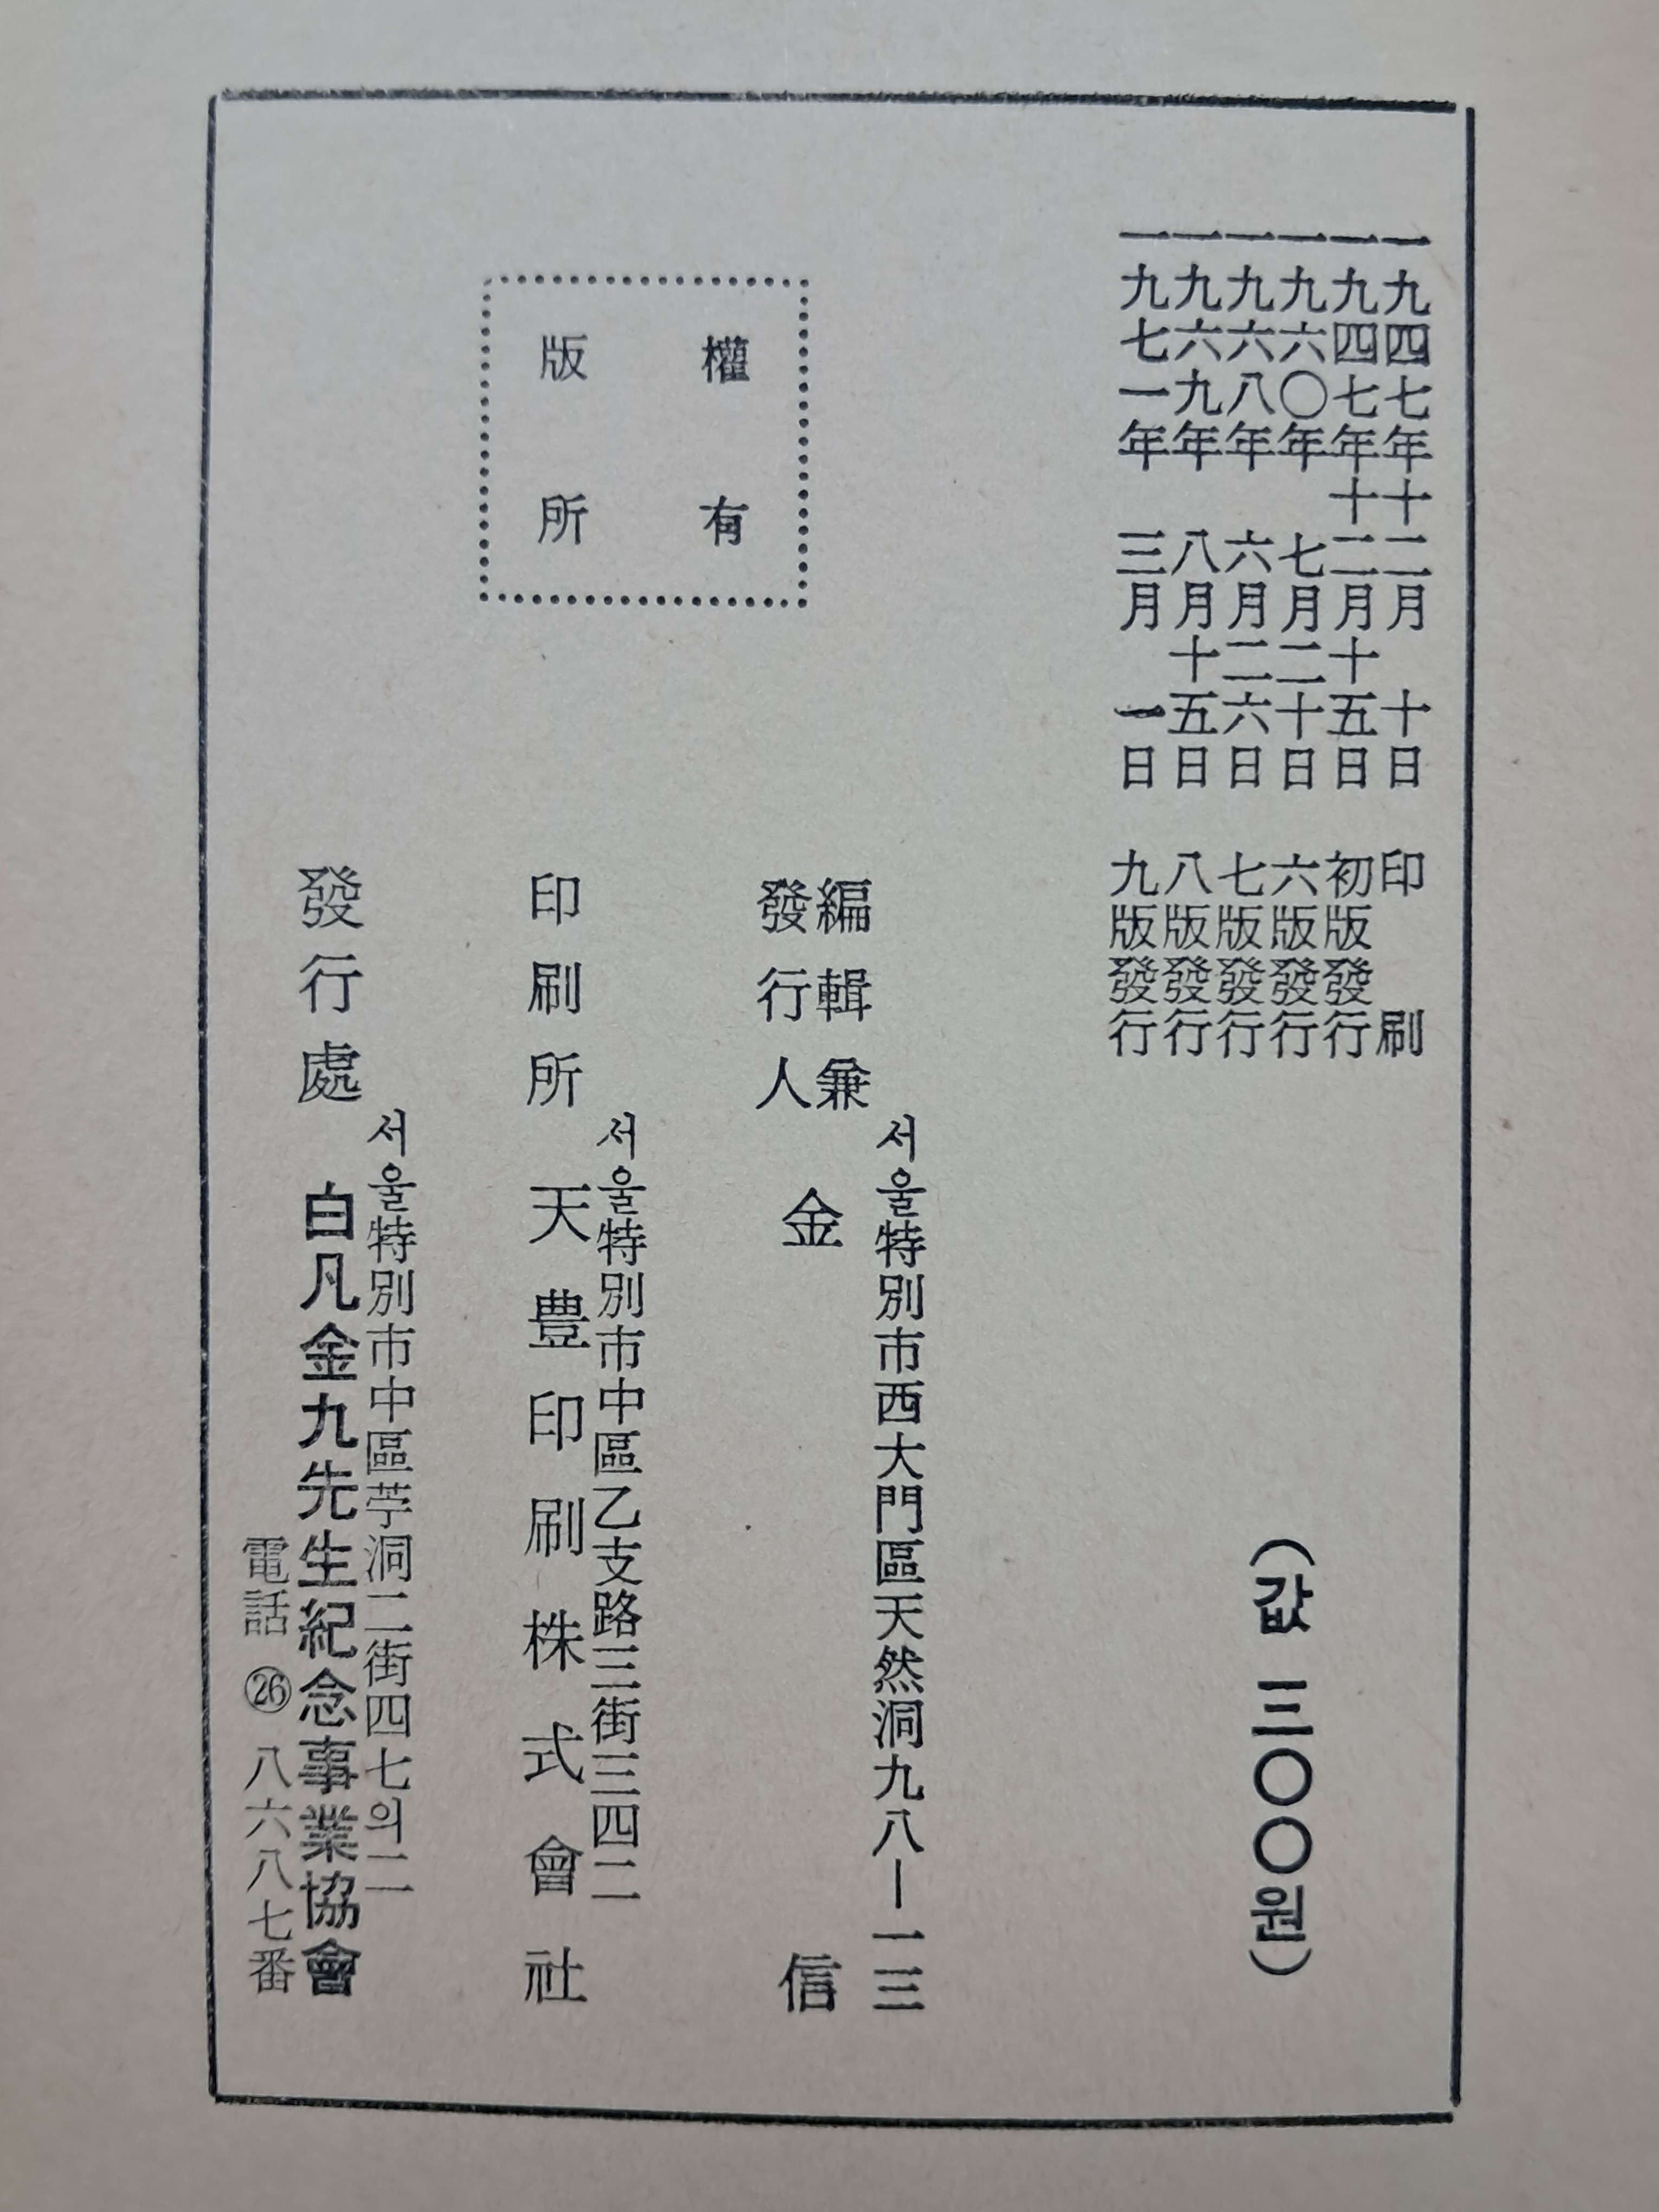 一九四七年十二月 十日 印 刷
一九四七年十二月十五日 初版發行
一九六〇年 七月二十日 六版發行
一九六八年 六月二六日 七版發行
一九六九年 八月十五日 八版發行
一九七一年 三月 一日 九版發行
(값 三〇〇원)
版權
所有
서울特別市西大門區天然洞九八—一三
編輯兼
發行人 金 信
서울特別市中區乙支路三街三四二
印刷所 天豊印刷株式會社
서울特別市中區苧洞二街四七의二
發行處 白凡金九先生紀念事業協會
電話 ㉖ 八六八七番